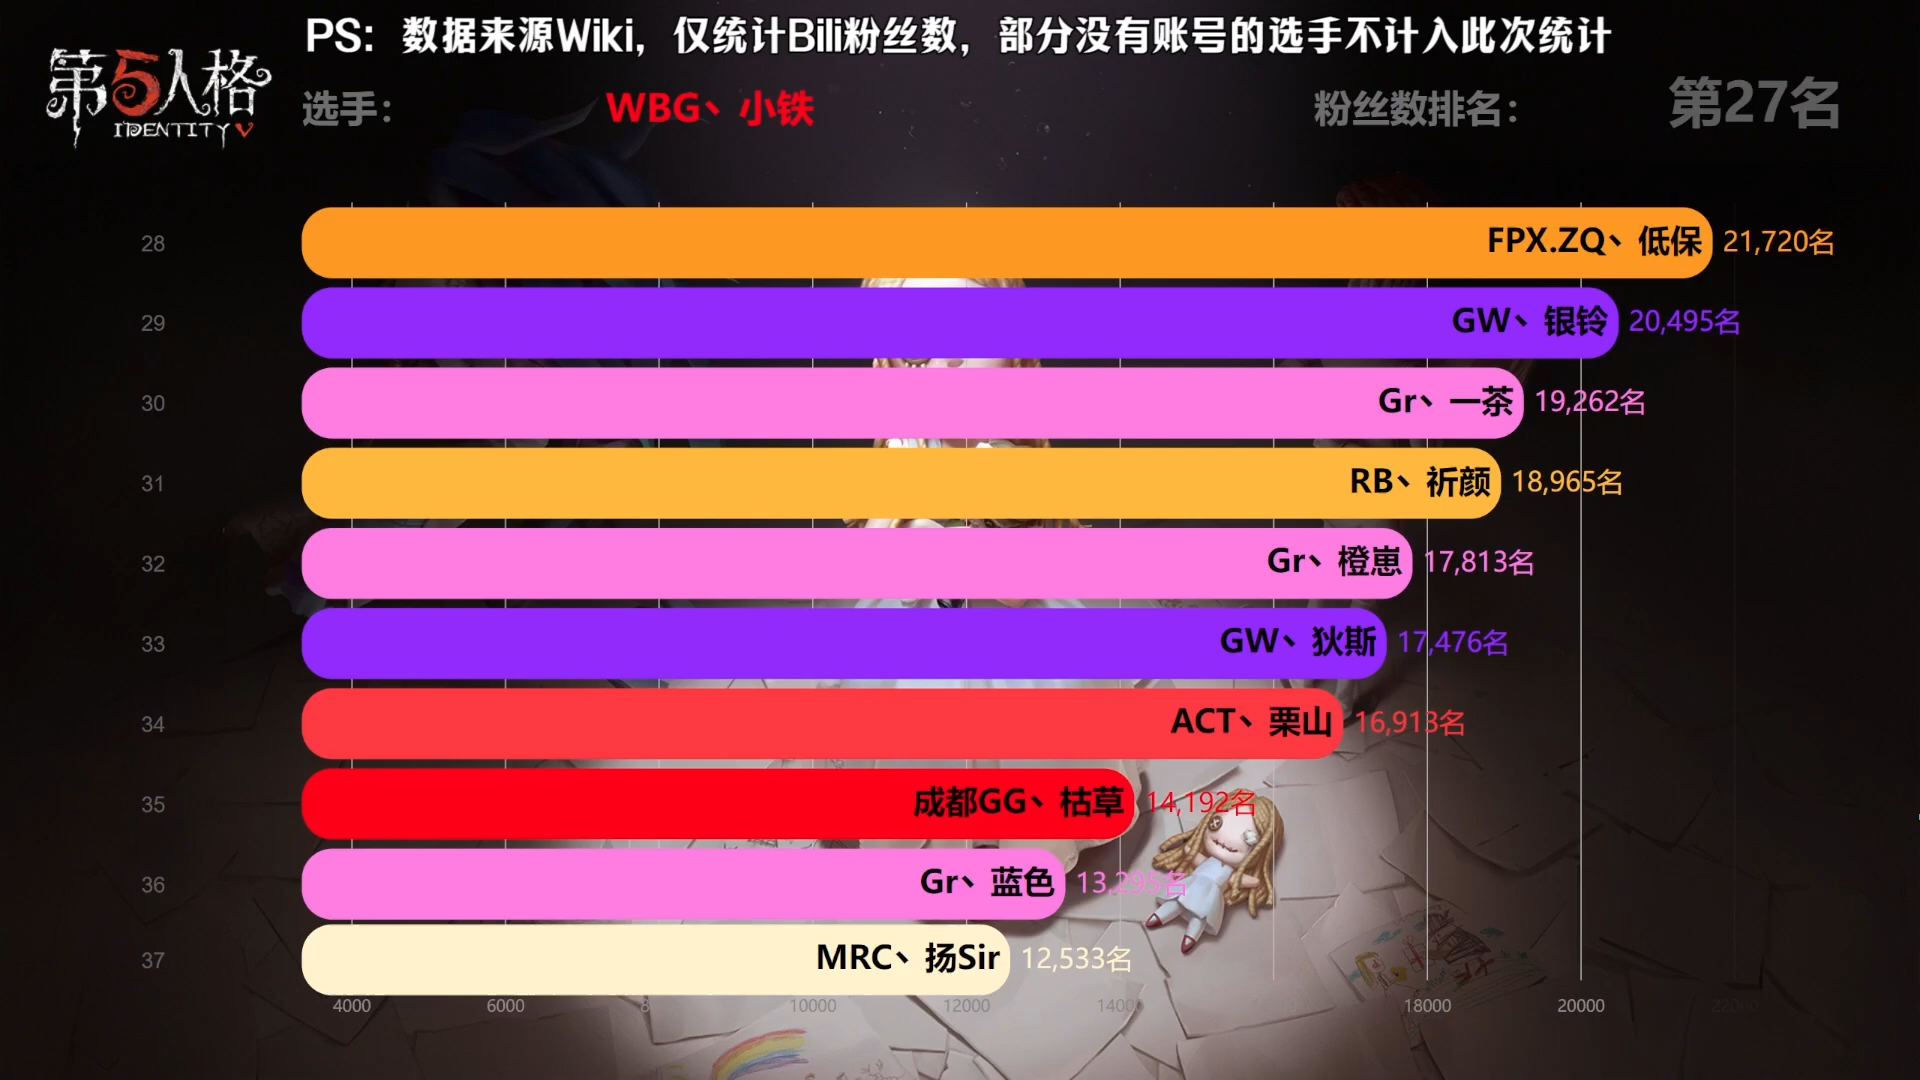 PS：数据来源Wiki，仅统计Bili粉丝数，部分没有账号的选手不计入此次统计
第5人格
IDENTITY V
选手：
WBG、小铁
粉丝数排名：
第27名
28
FPX.ZQ、低保
21,720名
29
GW、银铃
20,495名
30
Gr、一茶
19,262名
31
RB、祈颜
18,965名
32
Gr、橙崽
17,813名
33
GW、狄斯
17,476名
34
ACT、栗山
16,913名
35
成都GG、枯草
14,192名
36
Gr、蓝色
13,295名
37
MRC、扬Sir
12,533名
4000 6000 10000 12000 14000 18000 20000 22000